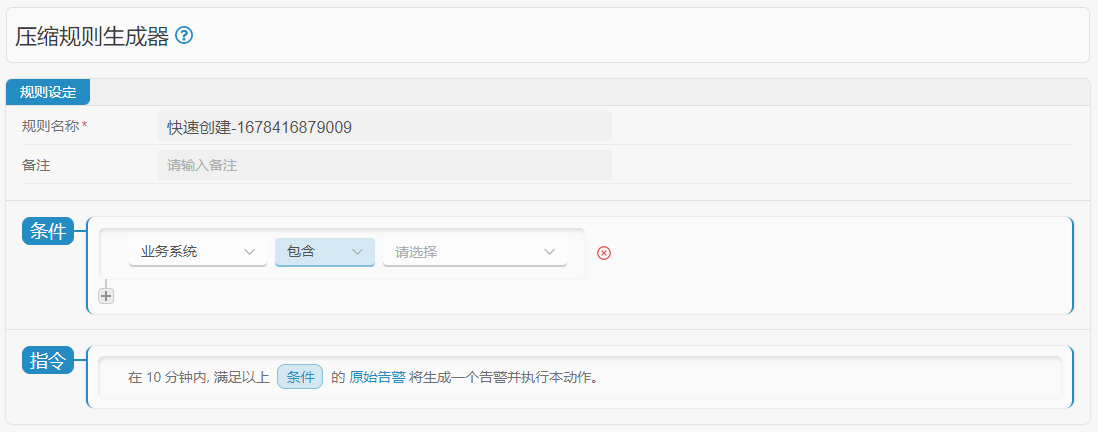 压缩规则生成器 ?
规则设定
规则名称* 快速创建-1678416879009
备注 请输入备注
条件 业务系统 包含 请选择
指令 在 10 分钟内, 满足以上 条件 的 原始告警 将生成一个告警并执行本动作。